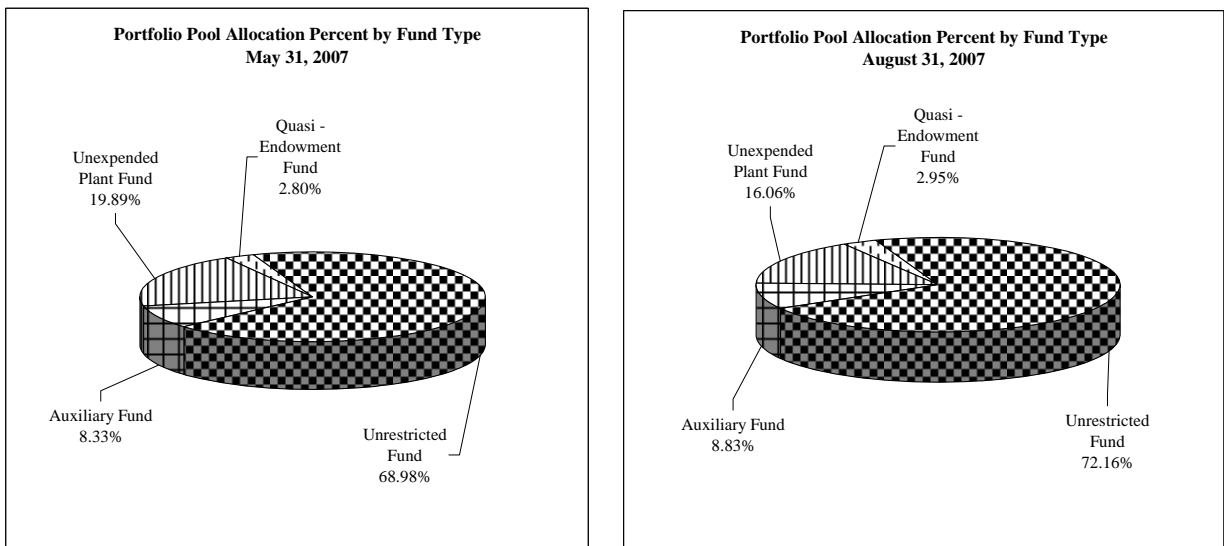 Portfolio Pool Allocation Percent by Fund Type
May 31, 2007
Quasi -
Endowment
Fund
2.80%
Unexpended
Plant Fund
19.89%
Auxiliary Fund
8.33%
Unrestricted
Fund
68.98%
Portfolio Pool Allocation Percent by Fund Type
August 31, 2007
Quasi -
Endowment
Fund
2.95%
Unexpended
Plant Fund
16.06%
Auxiliary Fund
8.83%
Unrestricted
Fund
72.16%